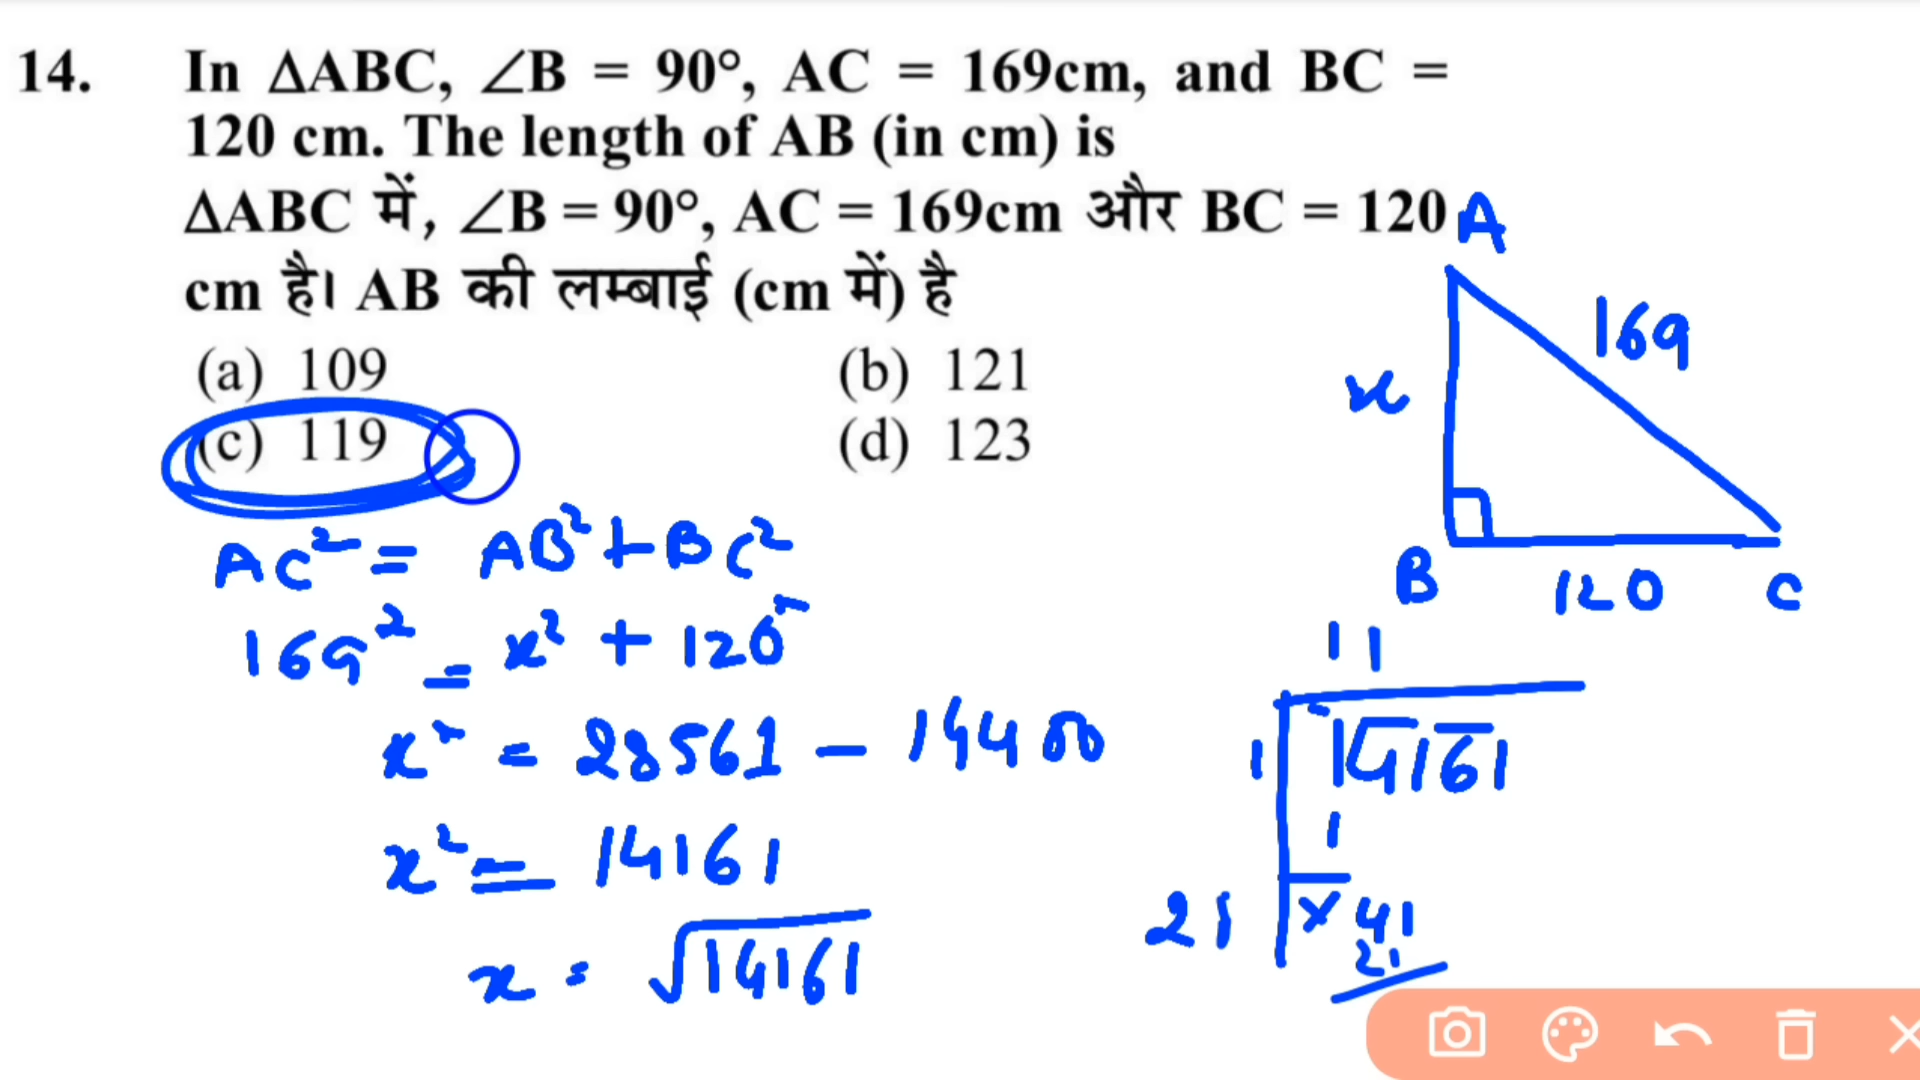 14. In ΔABC, ∠B = 90°, AC = 169cm, and BC =
120 cm. The length of AB (in cm) is
ΔABC में, ∠B = 90°, AC = 169cm और BC = 120
cm है। AB की लम्बाई (cm में) है
(a) 109 (b) 121
(c) 119 (d) 123
A
169
x
B 120 C
AC² = AB² + BC²
169² = x² + 120²
x² = 28561 – 14400
x² = 14161
x = √14161
11
1 14161
1
21 × 41
21